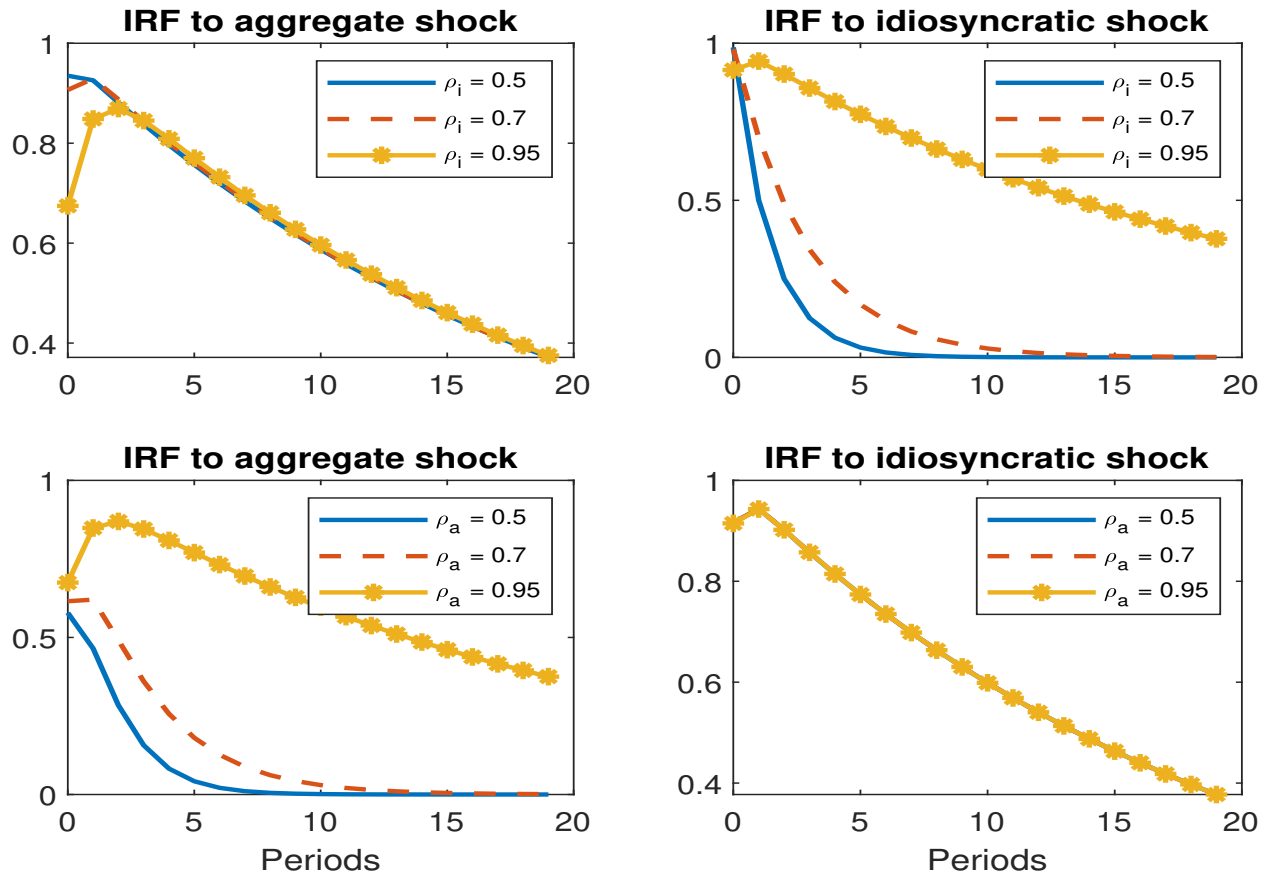 IRF to aggregate shock
1
0.8
0.6
0.4
0 5 10 15 20
ρi = 0.5
ρi = 0.7
ρi = 0.95
IRF to idiosyncratic shock
1
0.5
0
0 5 10 15 20
ρi = 0.5
ρi = 0.7
ρi = 0.95
IRF to aggregate shock
1
0.5
0
0 5 10 15 20
Periods
ρa = 0.5
ρa = 0.7
ρa = 0.95
IRF to idiosyncratic shock
1
0.8
0.6
0.4
0 5 10 15 20
Periods
ρa = 0.5
ρa = 0.7
ρa = 0.95